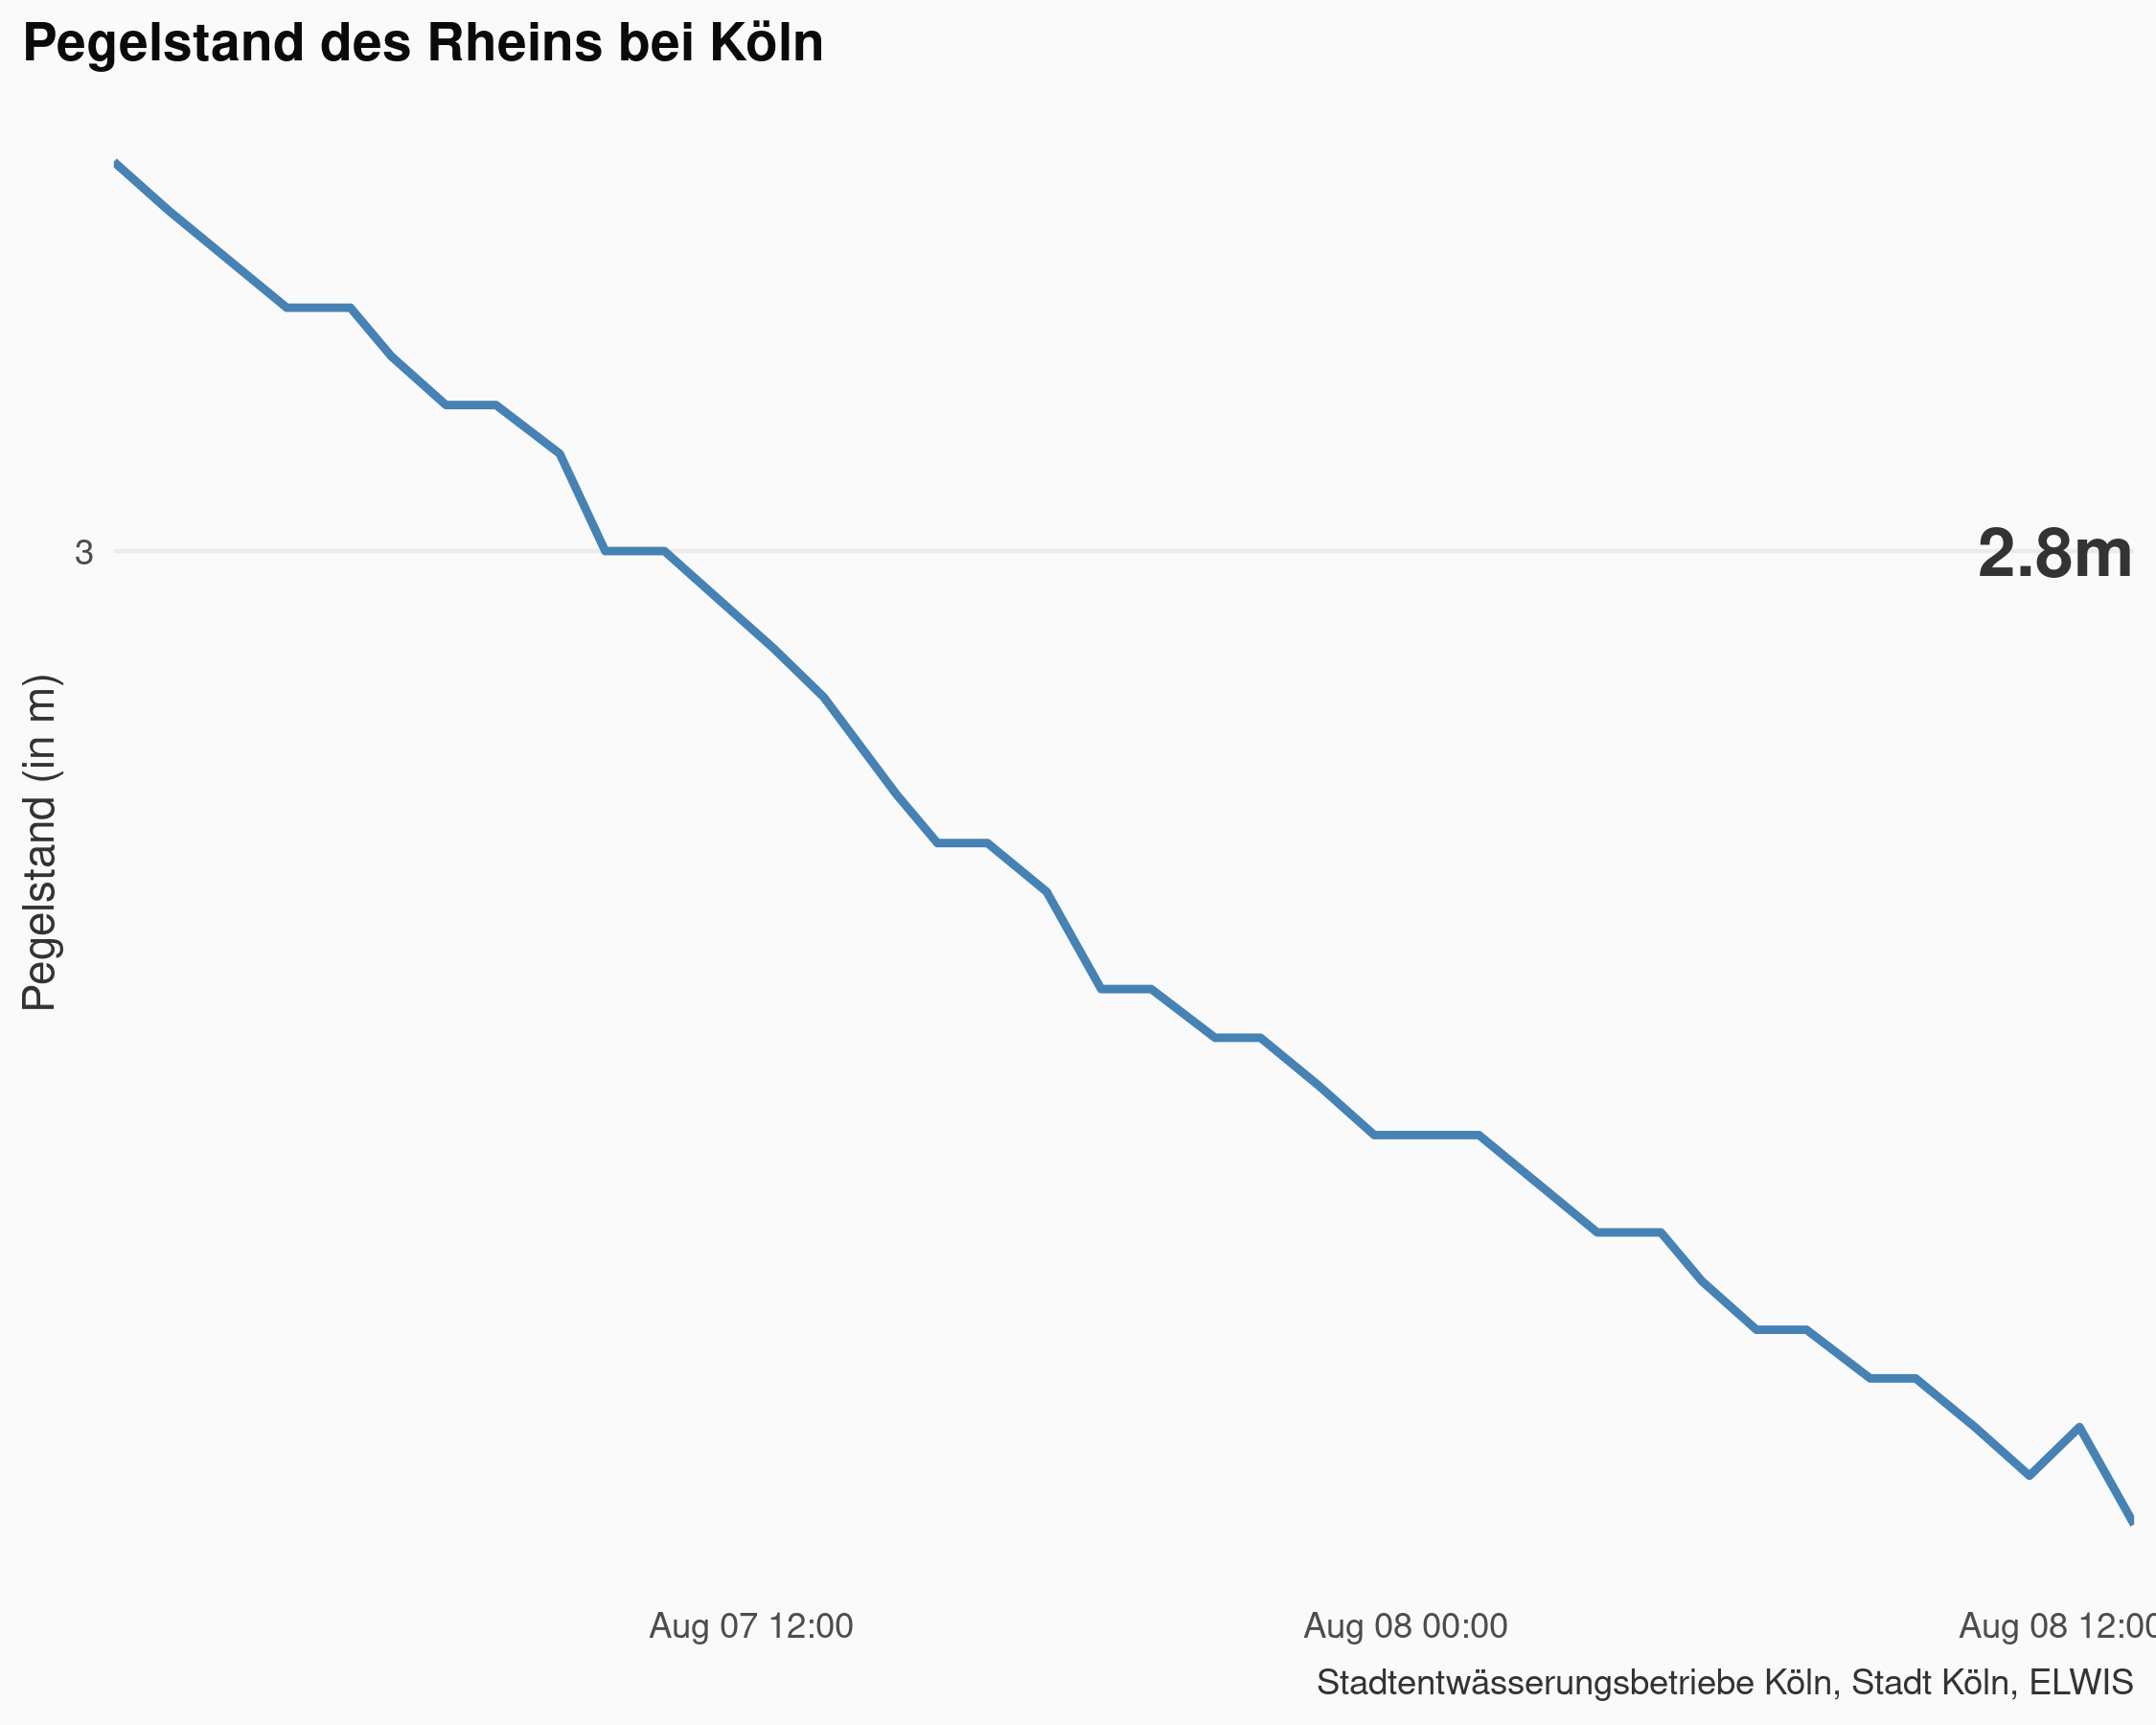 Pegelstand des Rheins bei Köln
3
2.8m
Pegelstand (in m)
Aug 07 12:00
Aug 08 00:00
Aug 08 12:00
Stadtentwässerungsbetriebe Köln, Stadt Köln, ELWIS